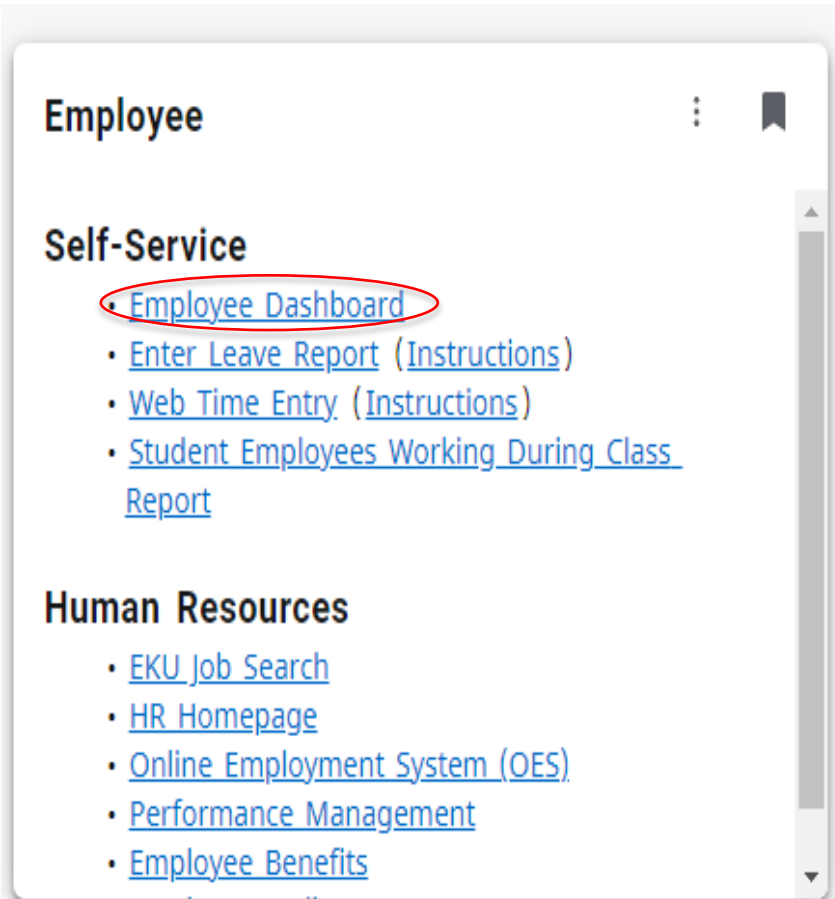 Employee
Self-Service
• Employee Dashboard
• Enter Leave Report (Instructions)
• Web Time Entry (Instructions)
• Student Employees Working During Class
Report
Human Resources
• EKU Job Search
• HR Homepage
• Online Employment System (OES)
• Performance Management
• Employee Benefits